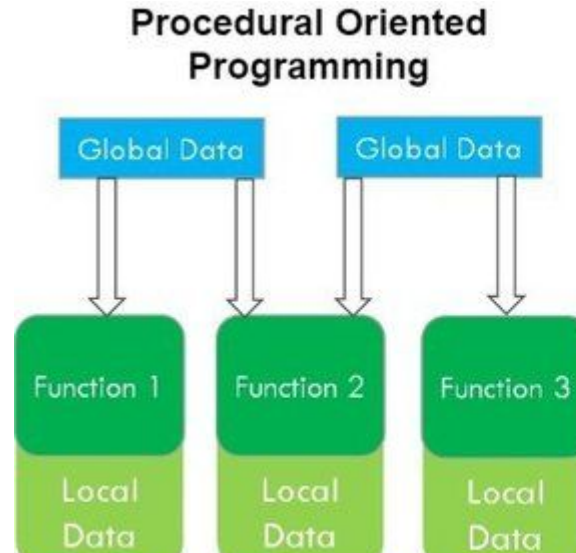 Procedural Oriented
Programming
Global Data
Global Data
Function 1
Function 2
Function 3
Local
Data
Local
Data
Local
Data